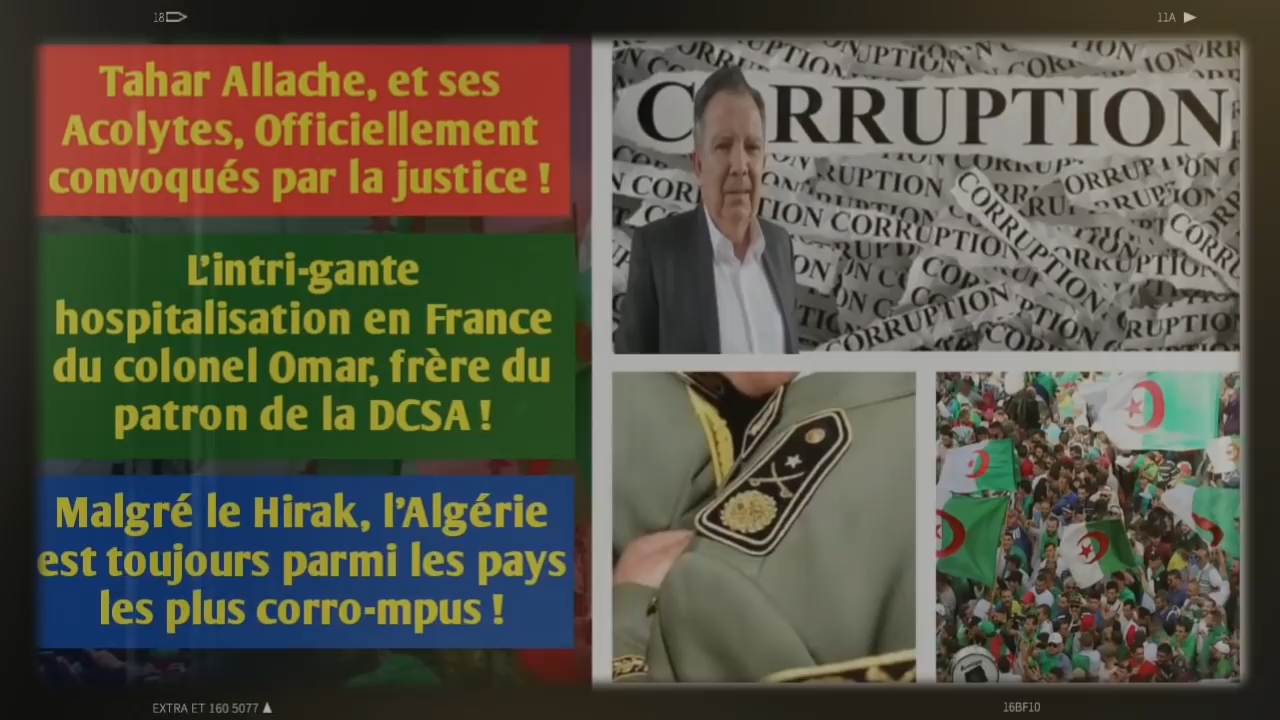 18
11A
Tahar Allache, et ses
Acolytes, Officiellement
convoqués par la justice !
L'intri-gante
hospitalisation en France
du colonel Omar, frère du
patron de la DCSA !
Malgré le Hirak, l'Algérie
est toujours parmi les pays
les plus corro-mpus !
CORRUPTION
EXTRA ET 160 5077
16BF10